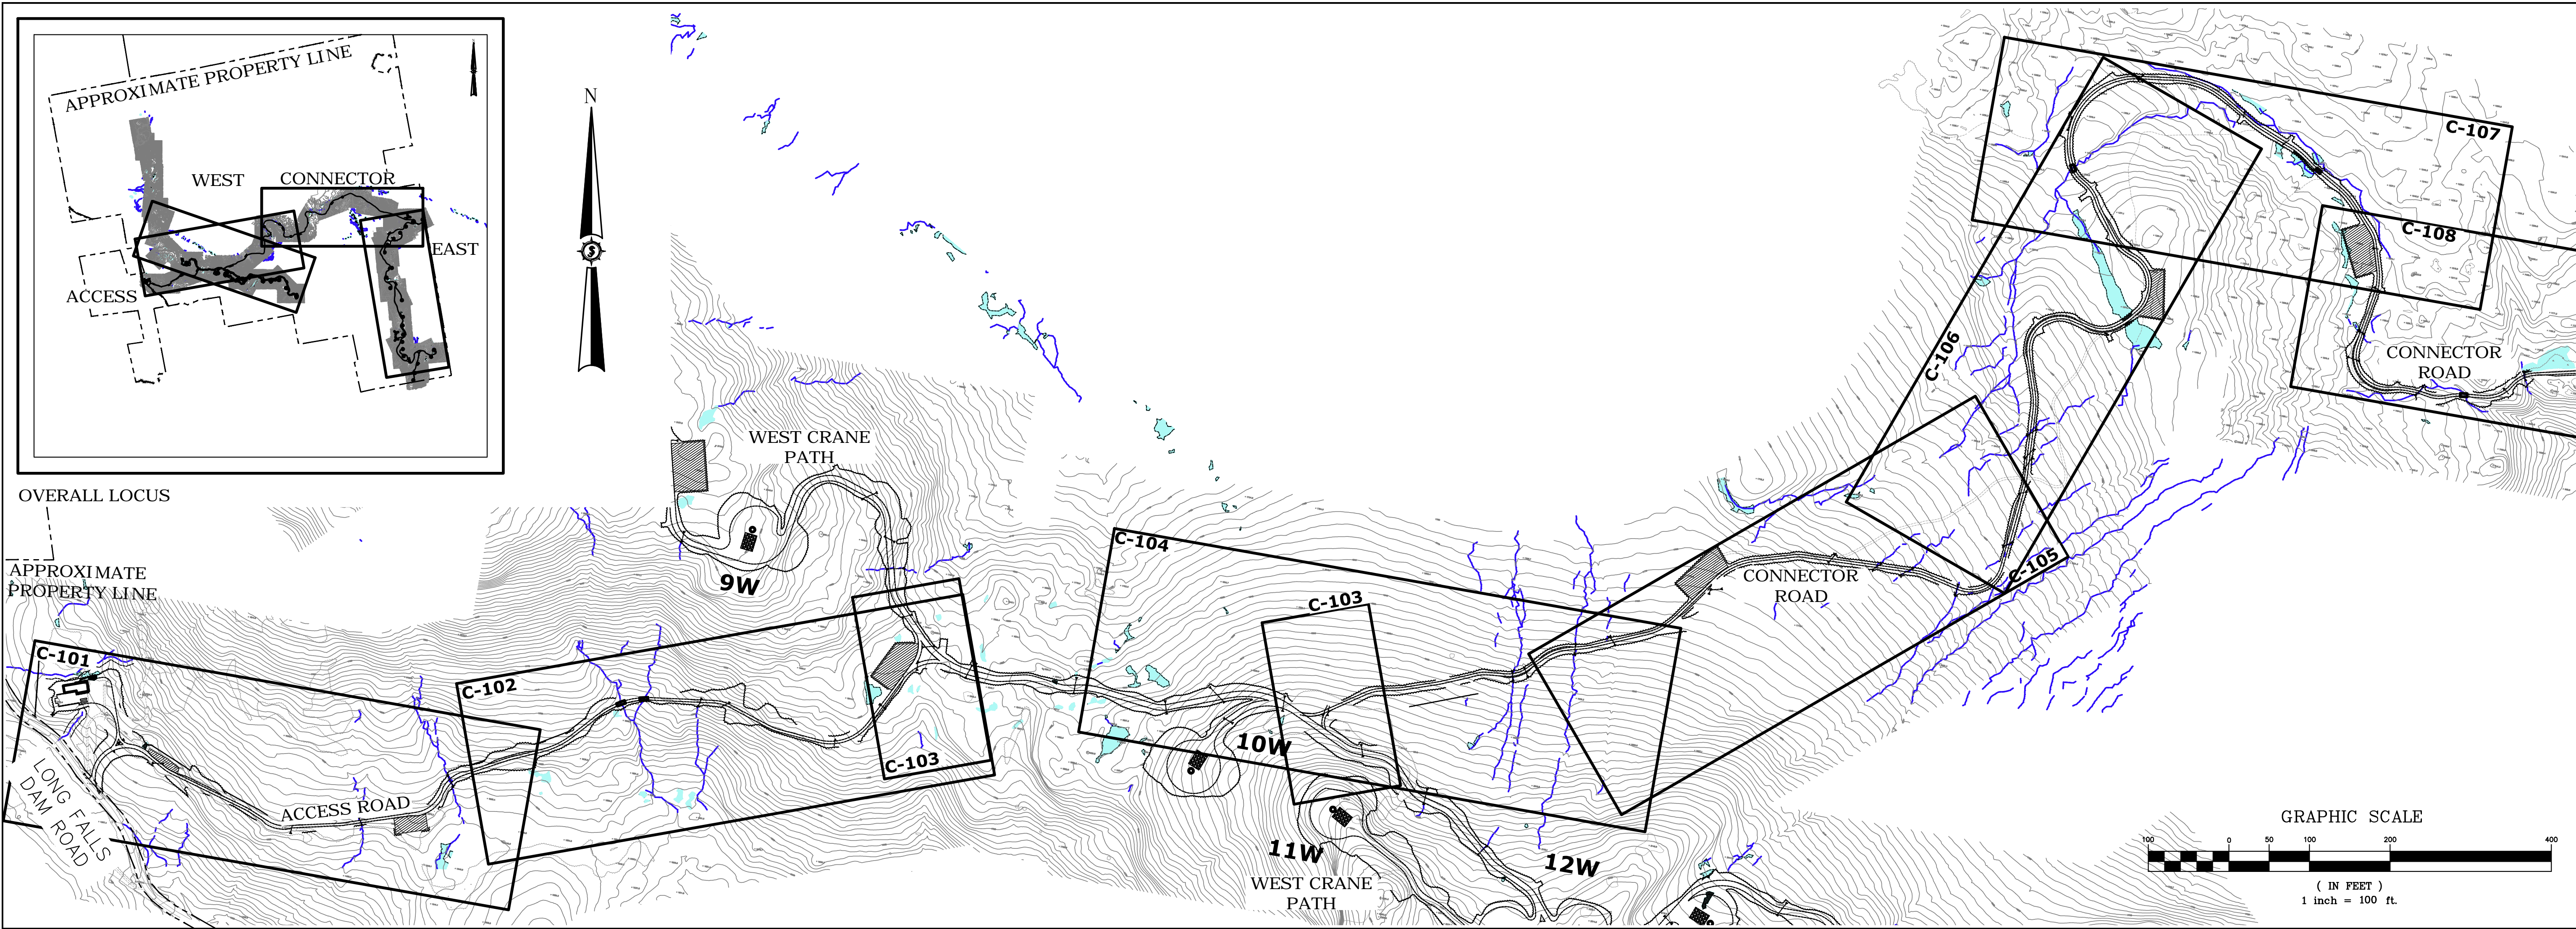 APPROXIMATE PROPERTY LINE
WEST
CONNECTOR
EAST
ACCESS
OVERALL LOCUS
N
$
APPROXIMATE
PROPERTY LINE
WEST CRANE
PATH
9W
C-101
C-102
C-103
C-104
C-103
10W
11W
12W
WEST CRANE
PATH
ACCESS ROAD
LONG FALLS
DAM ROAD
CONNECTOR
ROAD
C-105
C-106
C-107
C-108
CONNECTOR
ROAD
GRAPHIC SCALE
100 0 50 100 200 400
( IN FEET )
1 inch = 100 ft.